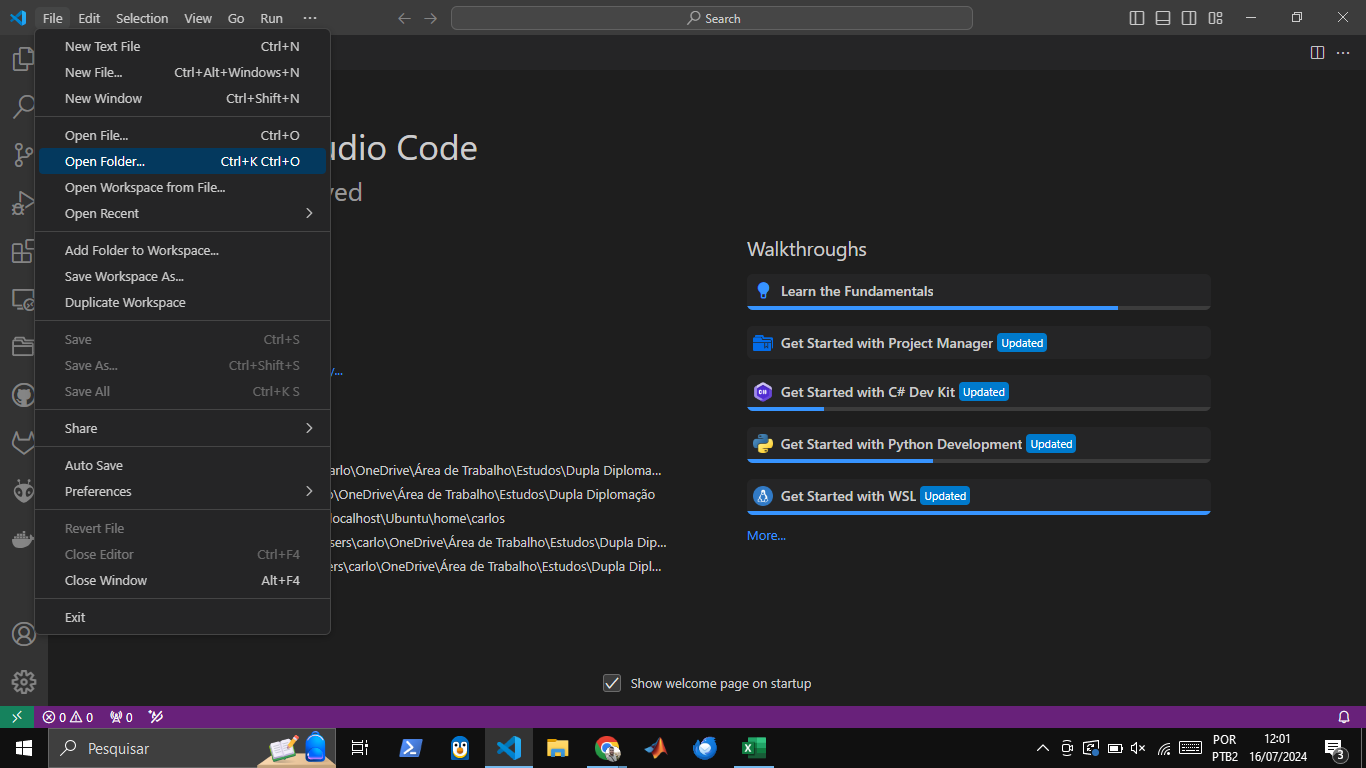 File Edit Selection View Go Run ...
Search
New Text File Ctrl+N
New File... Ctrl+Alt+Windows+N
New Window Ctrl+Shift+N
Open File... Ctrl+O
Open Folder... Ctrl+K Ctrl+O
Open Workspace from File...
Open Recent
Add Folder to Workspace...
Save Workspace As...
Duplicate Workspace
Save Ctrl+S
Save As... Ctrl+Shift+S
Save All Ctrl+K S
Share
Auto Save
Preferences
Revert File
Close Editor Ctrl+F4
Close Window Alt+F4
Exit
udio Code
ved
y...
arlo\OneDrive\Área de Trabalho\Estudos\Dupla Diploma...
o\OneDrive\Área de Trabalho\Estudos\Dupla Diplomação
localhost\Ubuntu\home\carlos
sers\carlo\OneDrive\Área de Trabalho\Estudos\Dupla Dip...
ers\carlo\OneDrive\Área de Trabalho\Estudos\Dupla Dipl...
Walkthroughs
Learn the Fundamentals
Get Started with Project Manager Updated
Get Started with C# Dev Kit Updated
Get Started with Python Development Updated
Get Started with WSL Updated
More...
Show welcome page on startup
0 0 0
Pesquisar
POR
PTB2
12:01
16/07/2024
3